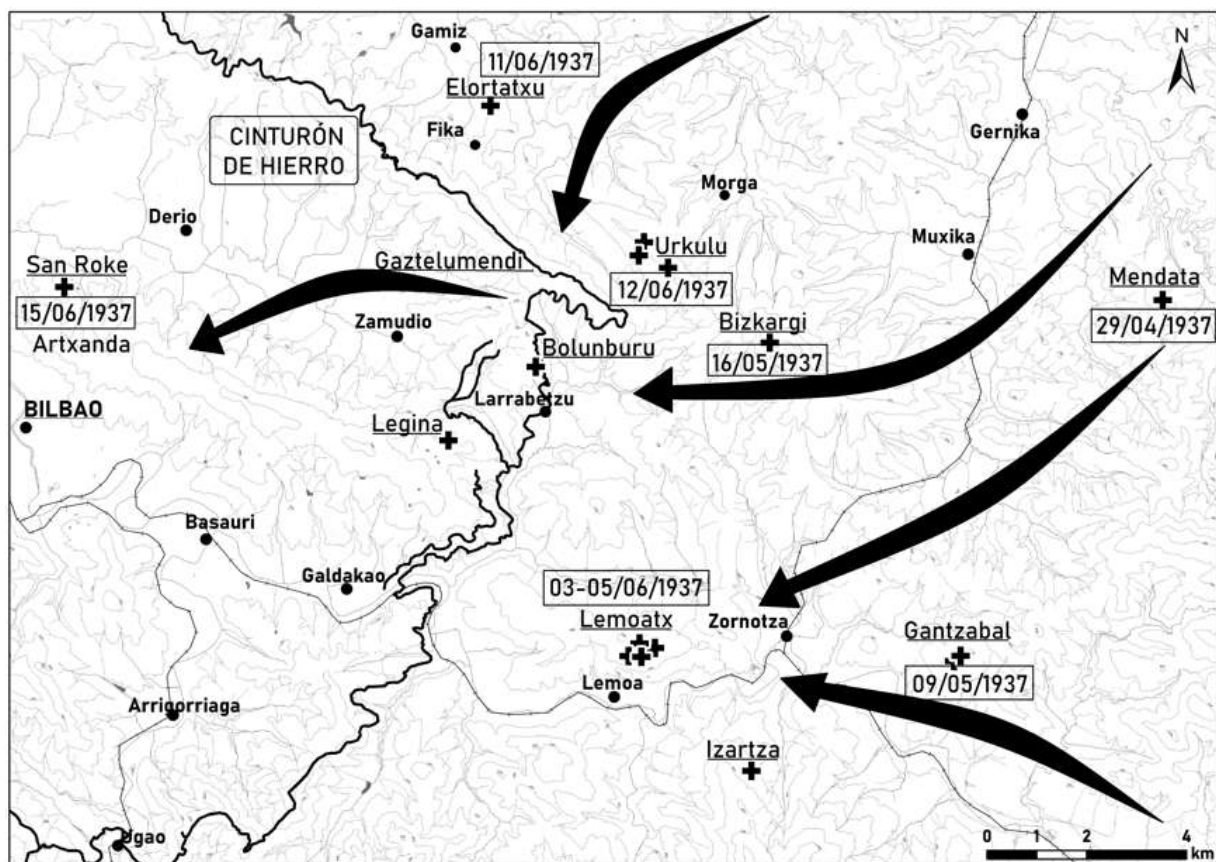 Gamiz
11/06/1937
Elortatxu
Fika
CINTURÓN
DE HIERRO
N
Gernika
Morga
Derio
Muxika
Urkulu
San Roke
Gaztelumendi
12/06/1937
Mendata
15/06/1937
29/04/1937
Artxanda
Zamudio
Bizkargi
16/05/1937
Bolunburu
Larrabetzu
BILBAO
Legina
Basauri
Galdakao
03-05/06/1937
Lemoatx
Zornotza
Gantzabal
09/05/1937
Lemoa
Arrigorriaga
Izartza
Ugao
0 1 2 4
km